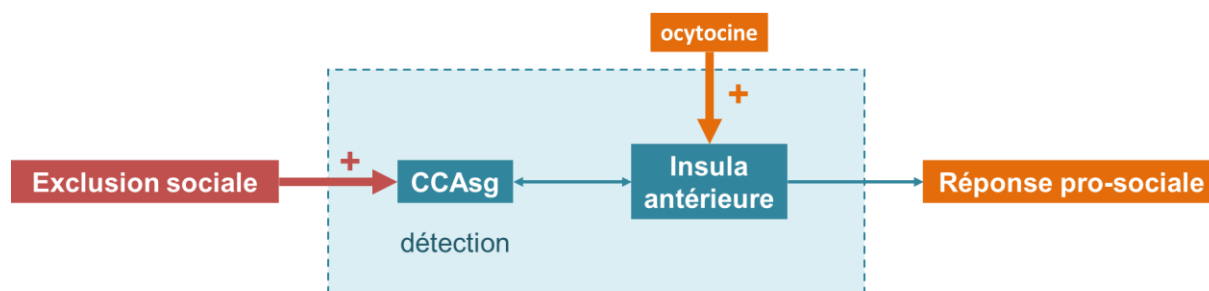 ocytocine
+
+
Exclusion sociale
CCAsg
Insula
antérieure
Réponse pro-sociale
détection